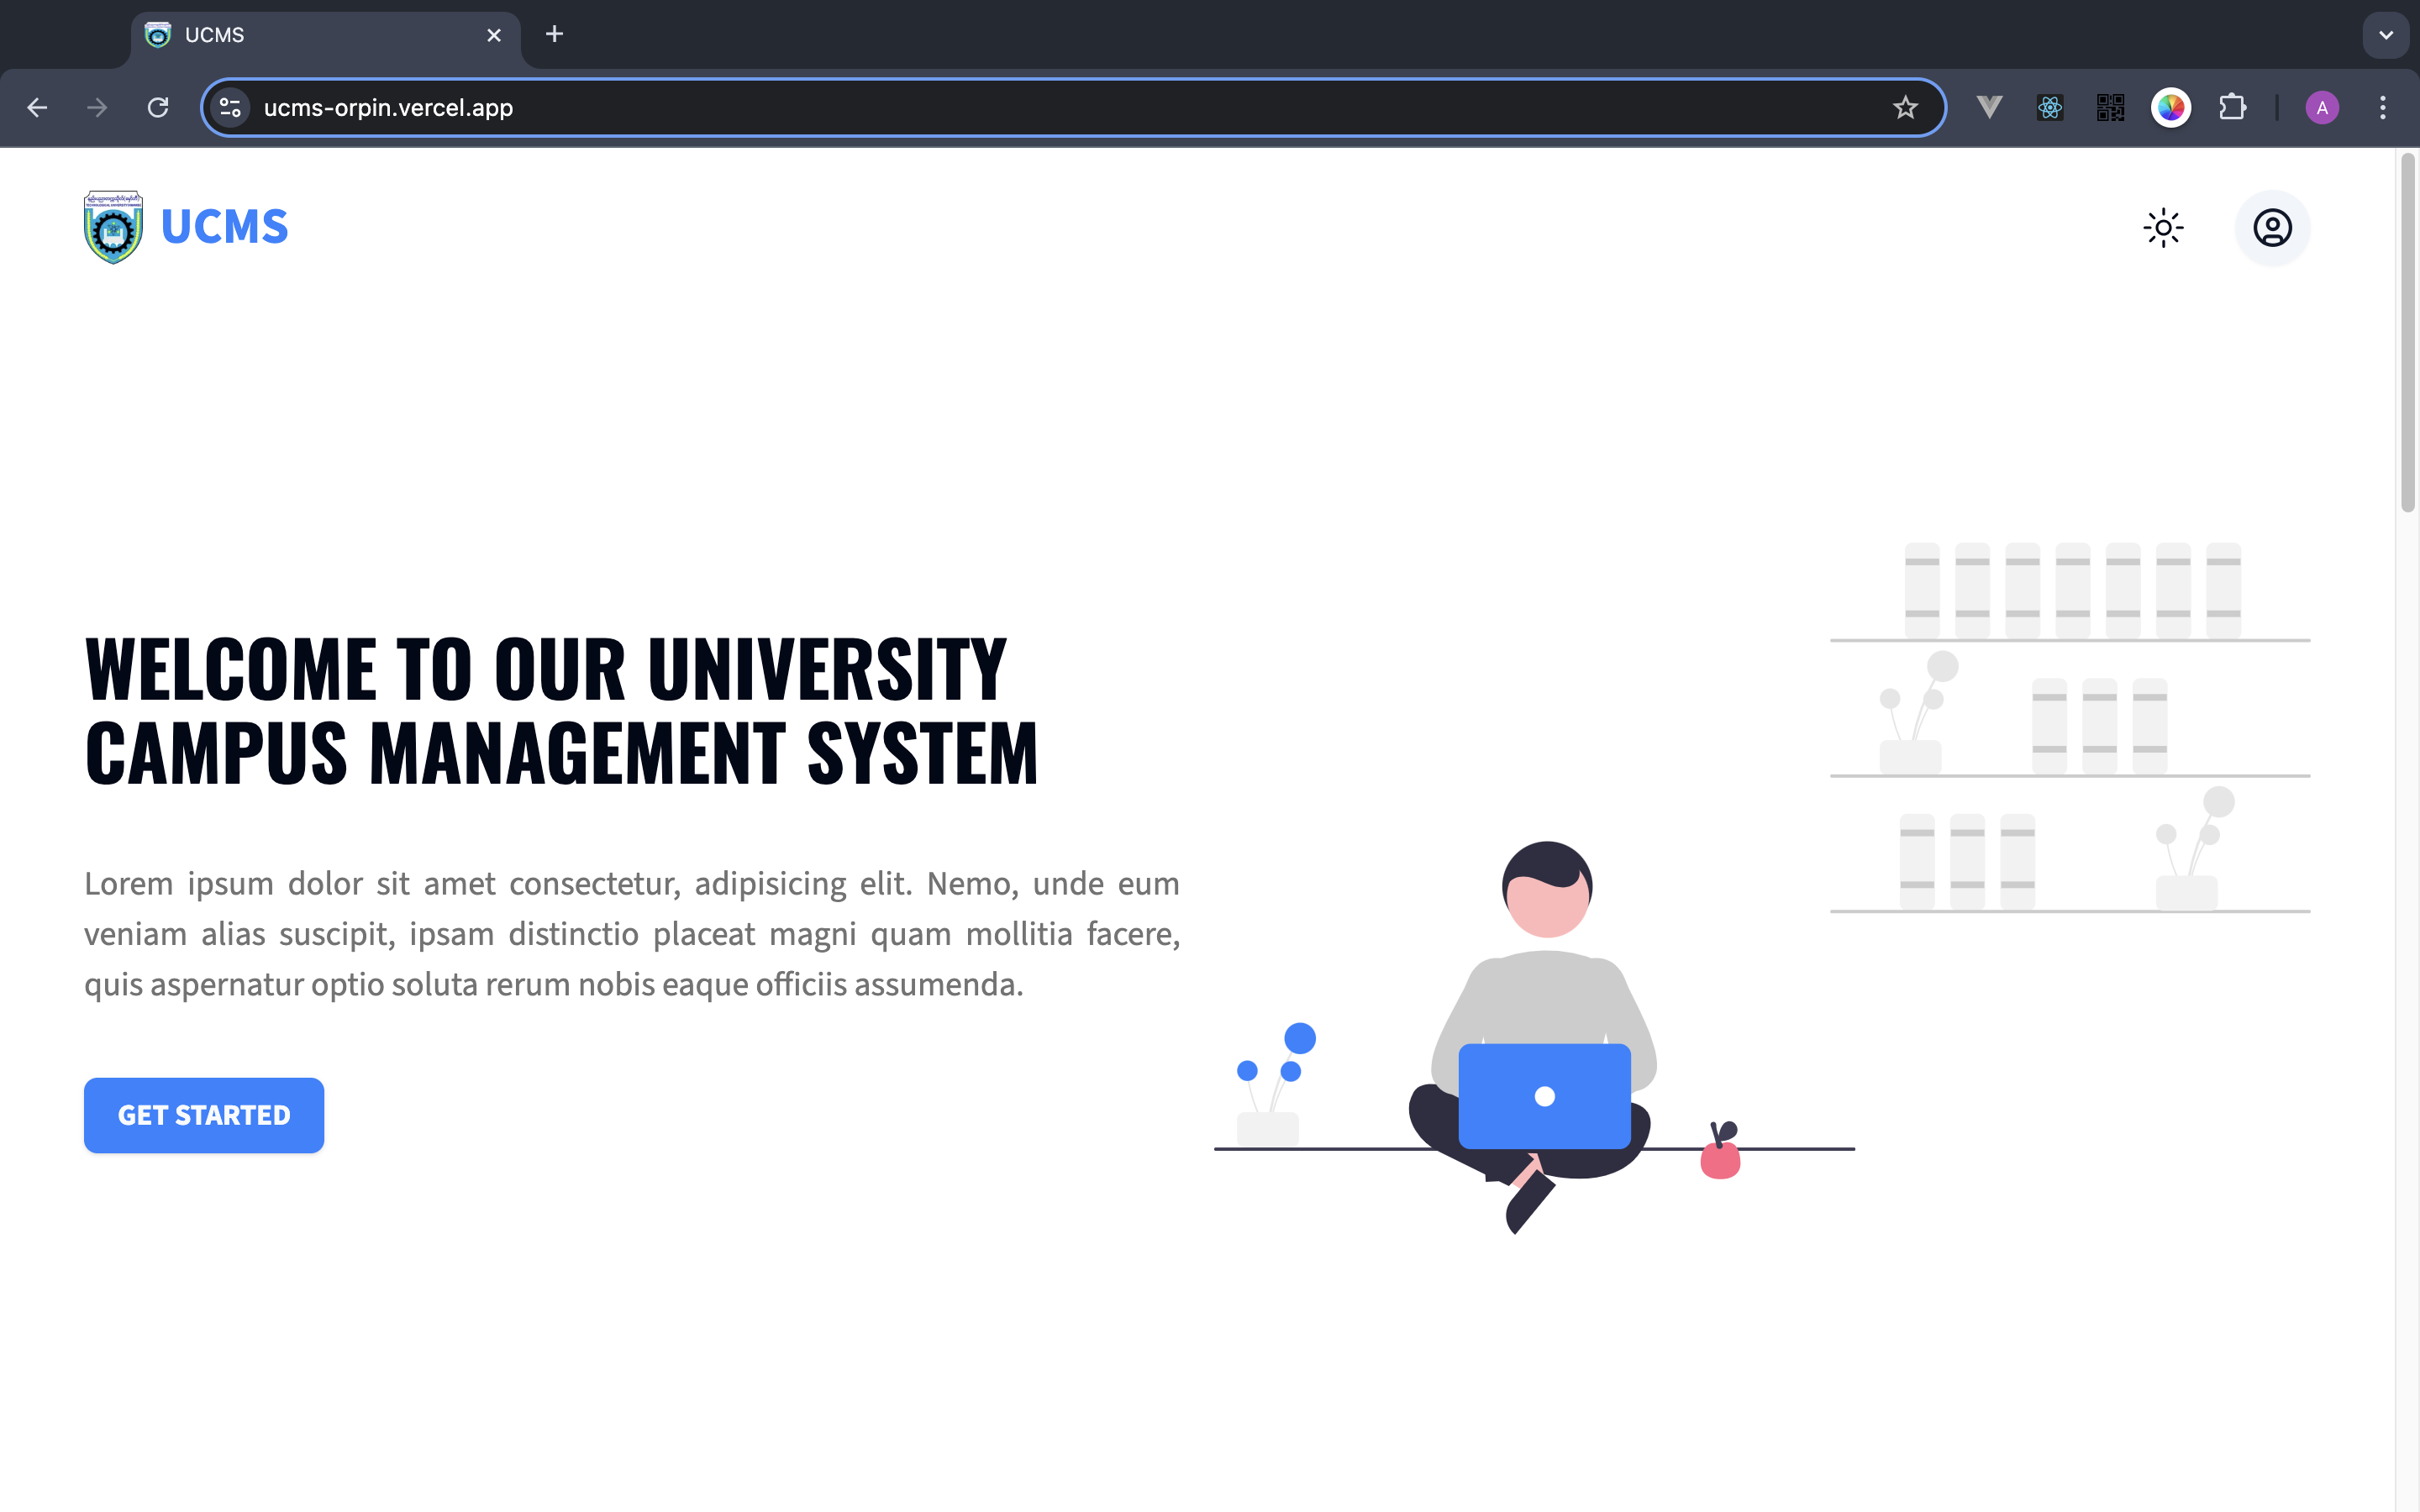 UCMS
ucms-orpin.vercel.app
A
UCMS
WELCOME TO OUR UNIVERSITY
CAMPUS MANAGEMENT SYSTEM
Lorem ipsum dolor sit amet consectetur, adipisicing elit. Nemo, unde eum
veniam alias suscipit, ipsam distinctio placeat magni quam mollitia facere,
quis aspernatur optio soluta rerum nobis eaque officiis assumenda.
GET STARTED